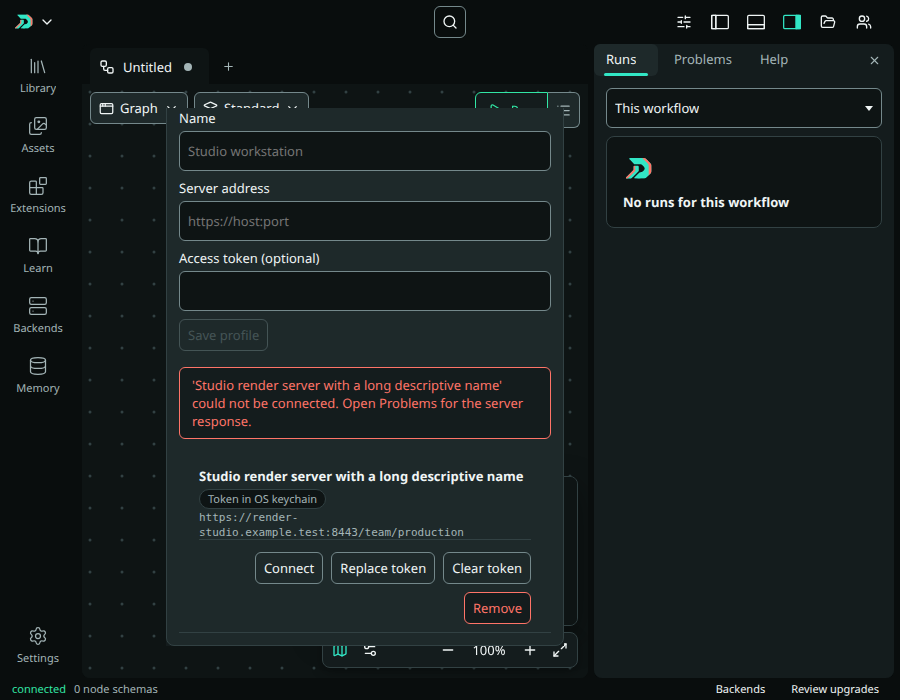 Untitled
Runs
Problems
Help
Library
Assets
Extensions
Learn
Backends
Memory
Settings
Graph
Standard
This workflow
No runs for this workflow
Name
Studio workstation
Server address
https://host:port
Access token (optional)
Save profile
'Studio render server with a long descriptive name'
could not be connected. Open Problems for the server
response.
Studio render server with a long descriptive name
Token in OS keychain
https://render-
studio.example.test:8443/team/production
Connect
Replace token
Clear token
Remove
100%
connected
0 node schemas
Backends
Review upgrades